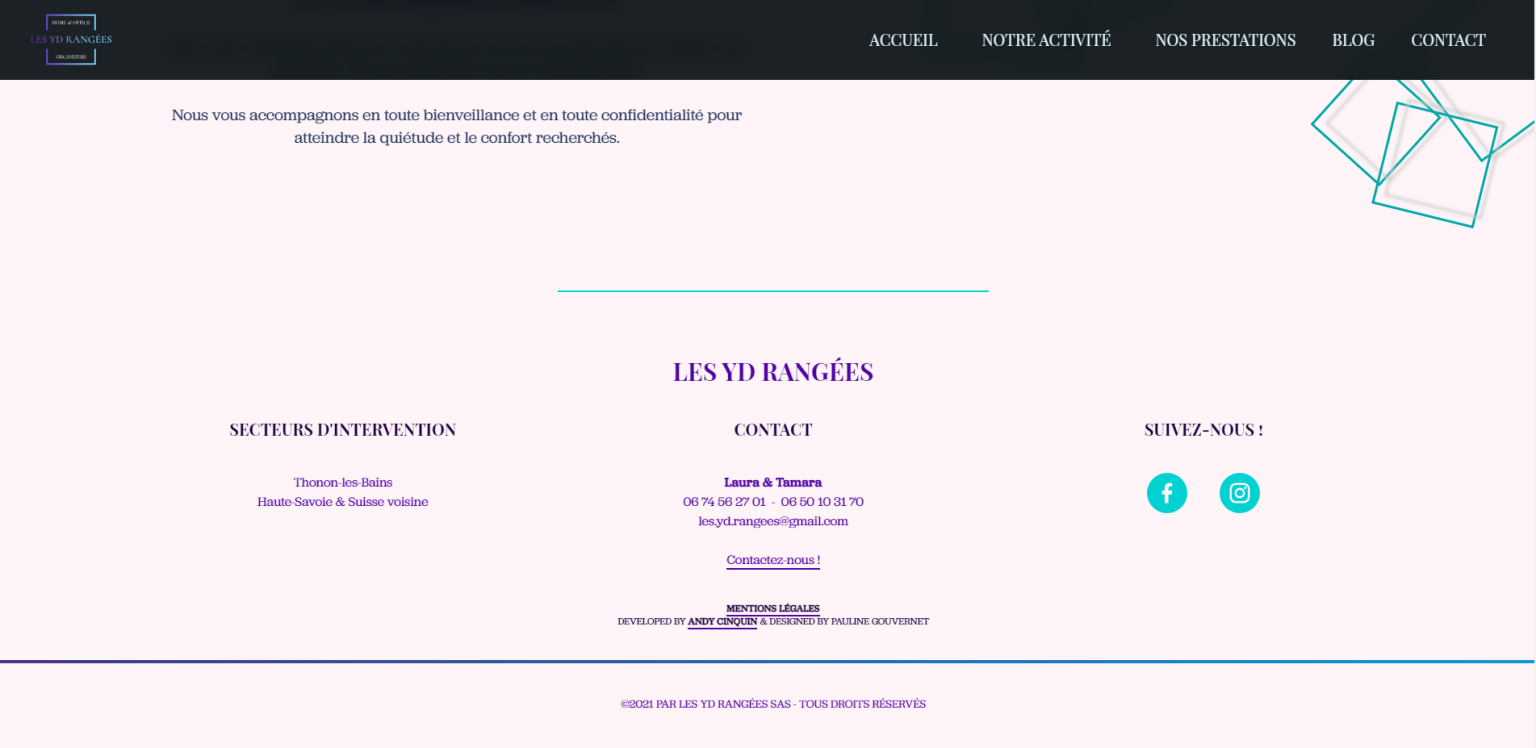 HOME & OFFICE
LES YD RANGÉES
ORGANIZERS
ACCUEIL NOTRE ACTIVITÉ NOS PRESTATIONS BLOG CONTACT
Nous vous accompagnons en toute bienveillance et en toute confidentialité pour
atteindre la quiétude et le confort recherchés.
LES YD RANGÉES
SECTEURS D'INTERVENTION
Thonon-les-Bains
Haute-Savoie & Suisse voisine
CONTACT
Laura & Tamara
06 74 56 27 01 - 06 50 10 31 70
les.yd.rangees@gmail.com
Contactez-nous !
SUIVEZ-NOUS !
MENTIONS LÉGALES
DEVELOPED BY ANDY CINQUIN & DESIGNED BY PAULINE GOUVERNET
©2021 PAR LES YD RANGÉES SAS - TOUS DROITS RÉSERVÉS